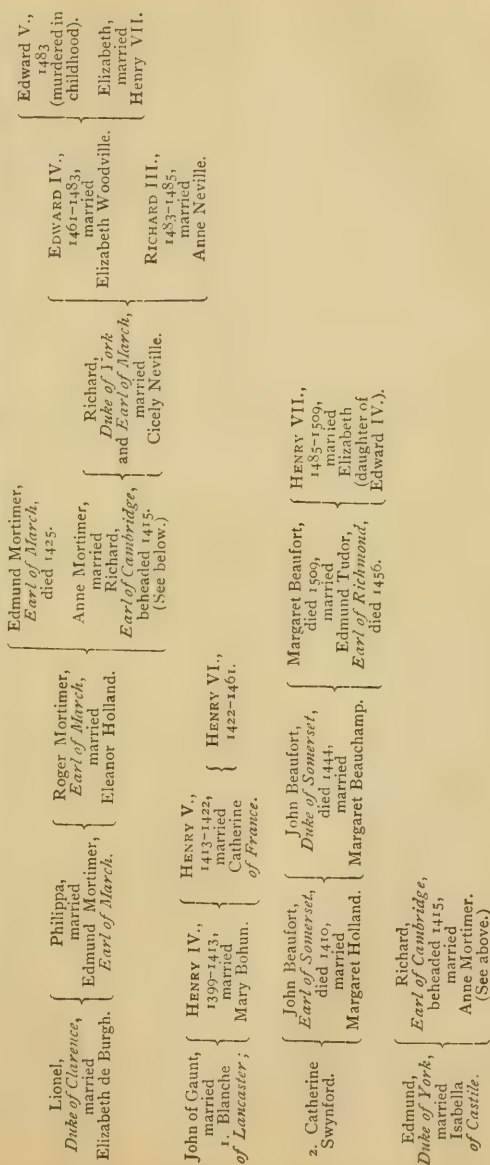 Lionel,
Duke of Clarence,
married
Elizabeth de Burgh.
Philippa,
married
Edmund Mortimer,
Earl of March.
Roger Mortimer,
Earl of March,
married
Eleanor Holland.
Edmund Mortimer,
Earl of March,
died 1425.
Anne Mortimer,
married
Richard,
Earl of Cambridge,
beheaded 1415.
(See below.)
Richard,
Duke of York
and Earl of March,
married
Cicely Neville.
EDWARD IV.,
1461-1483,
married
Elizabeth Woodville.
RICHARD III.,
1483-1485,
married
Anne Neville.
Edward V.,
1483
(murdered in
childhood).
Elizabeth,
married
Henry VII.
John of Gaunt,
married
1. Blanche
of Lancaster;
HENRY IV.,
1399-1413,
married
Mary Bohun.
HENRY V.,
1413-1422,
married
Catherine
of France.
HENRY VI.,
1422-1461.
2. Catherine
Swynford.
John Beaufort,
Earl of Somerset,
died 1410,
married
Margaret Holland.
John Beaufort,
Duke of Somerset,
died 1444,
married
Margaret Beauchamp.
Margaret Beaufort,
died 1509,
married
Edmund Tudor,
Earl of Richmond,
died 1456.
HENRY VII.,
1485-1509,
married
Elizabeth
(daughter of
Edward IV.).
Edmund,
Duke of York,
married
Isabella
of Castile.
Richard,
Earl of Cambridge,
beheaded 1415,
married
Anne Mortimer.
(See above.)